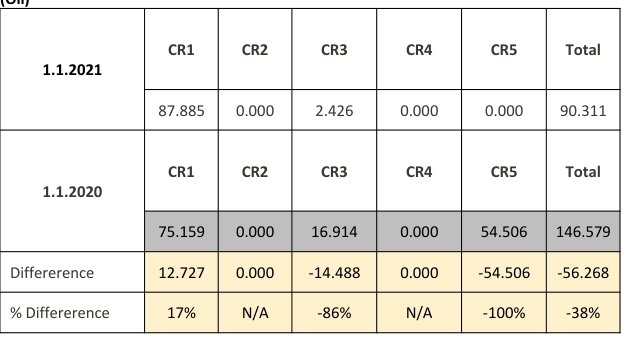 (Oil)
1.1.2021 CR1 CR2 CR3 CR4 CR5 Total
87.885 0.000 2.426 0.000 0.000 90.311
1.1.2020 CR1 CR2 CR3 CR4 CR5 Total
75.159 0.000 16.914 0.000 54.506 146.579
Differerence 12.727 0.000 -14.488 0.000 -54.506 -56.268
% Differerence 17% N/A -86% N/A -100% -38%